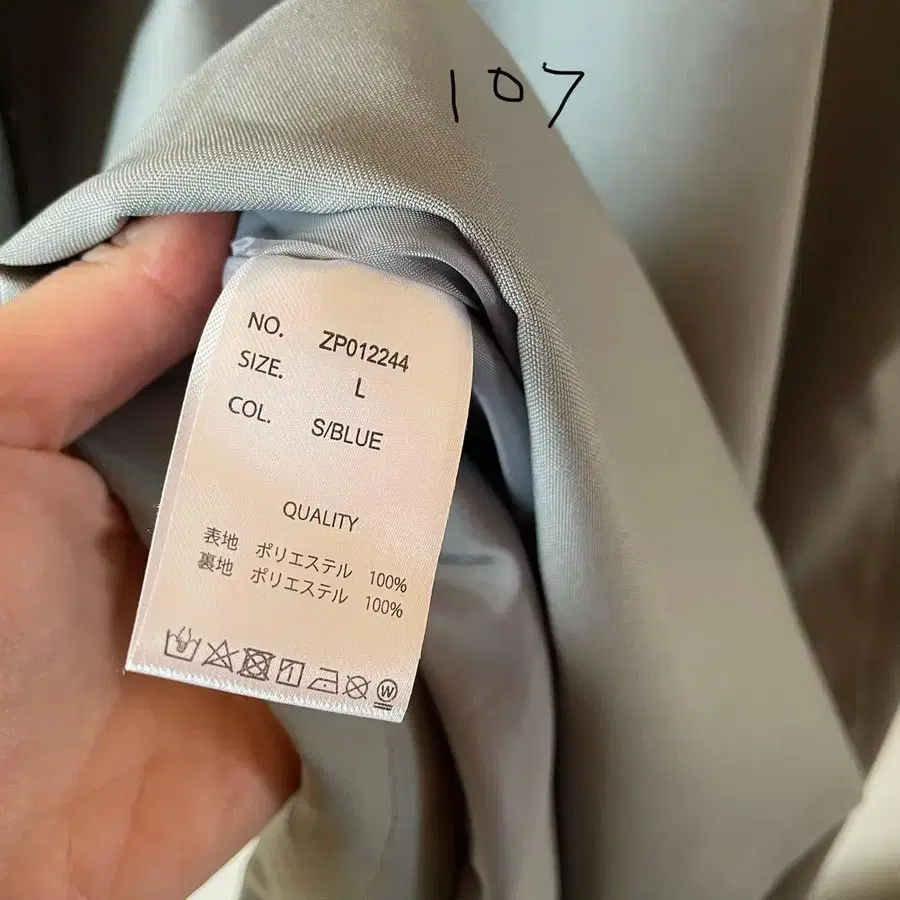 107
NO. ZP012244
SIZE. L
COL. S/BLUE
QUALITY
表地 ポリエステル 100%
裏地 ポリエステル 100%
W